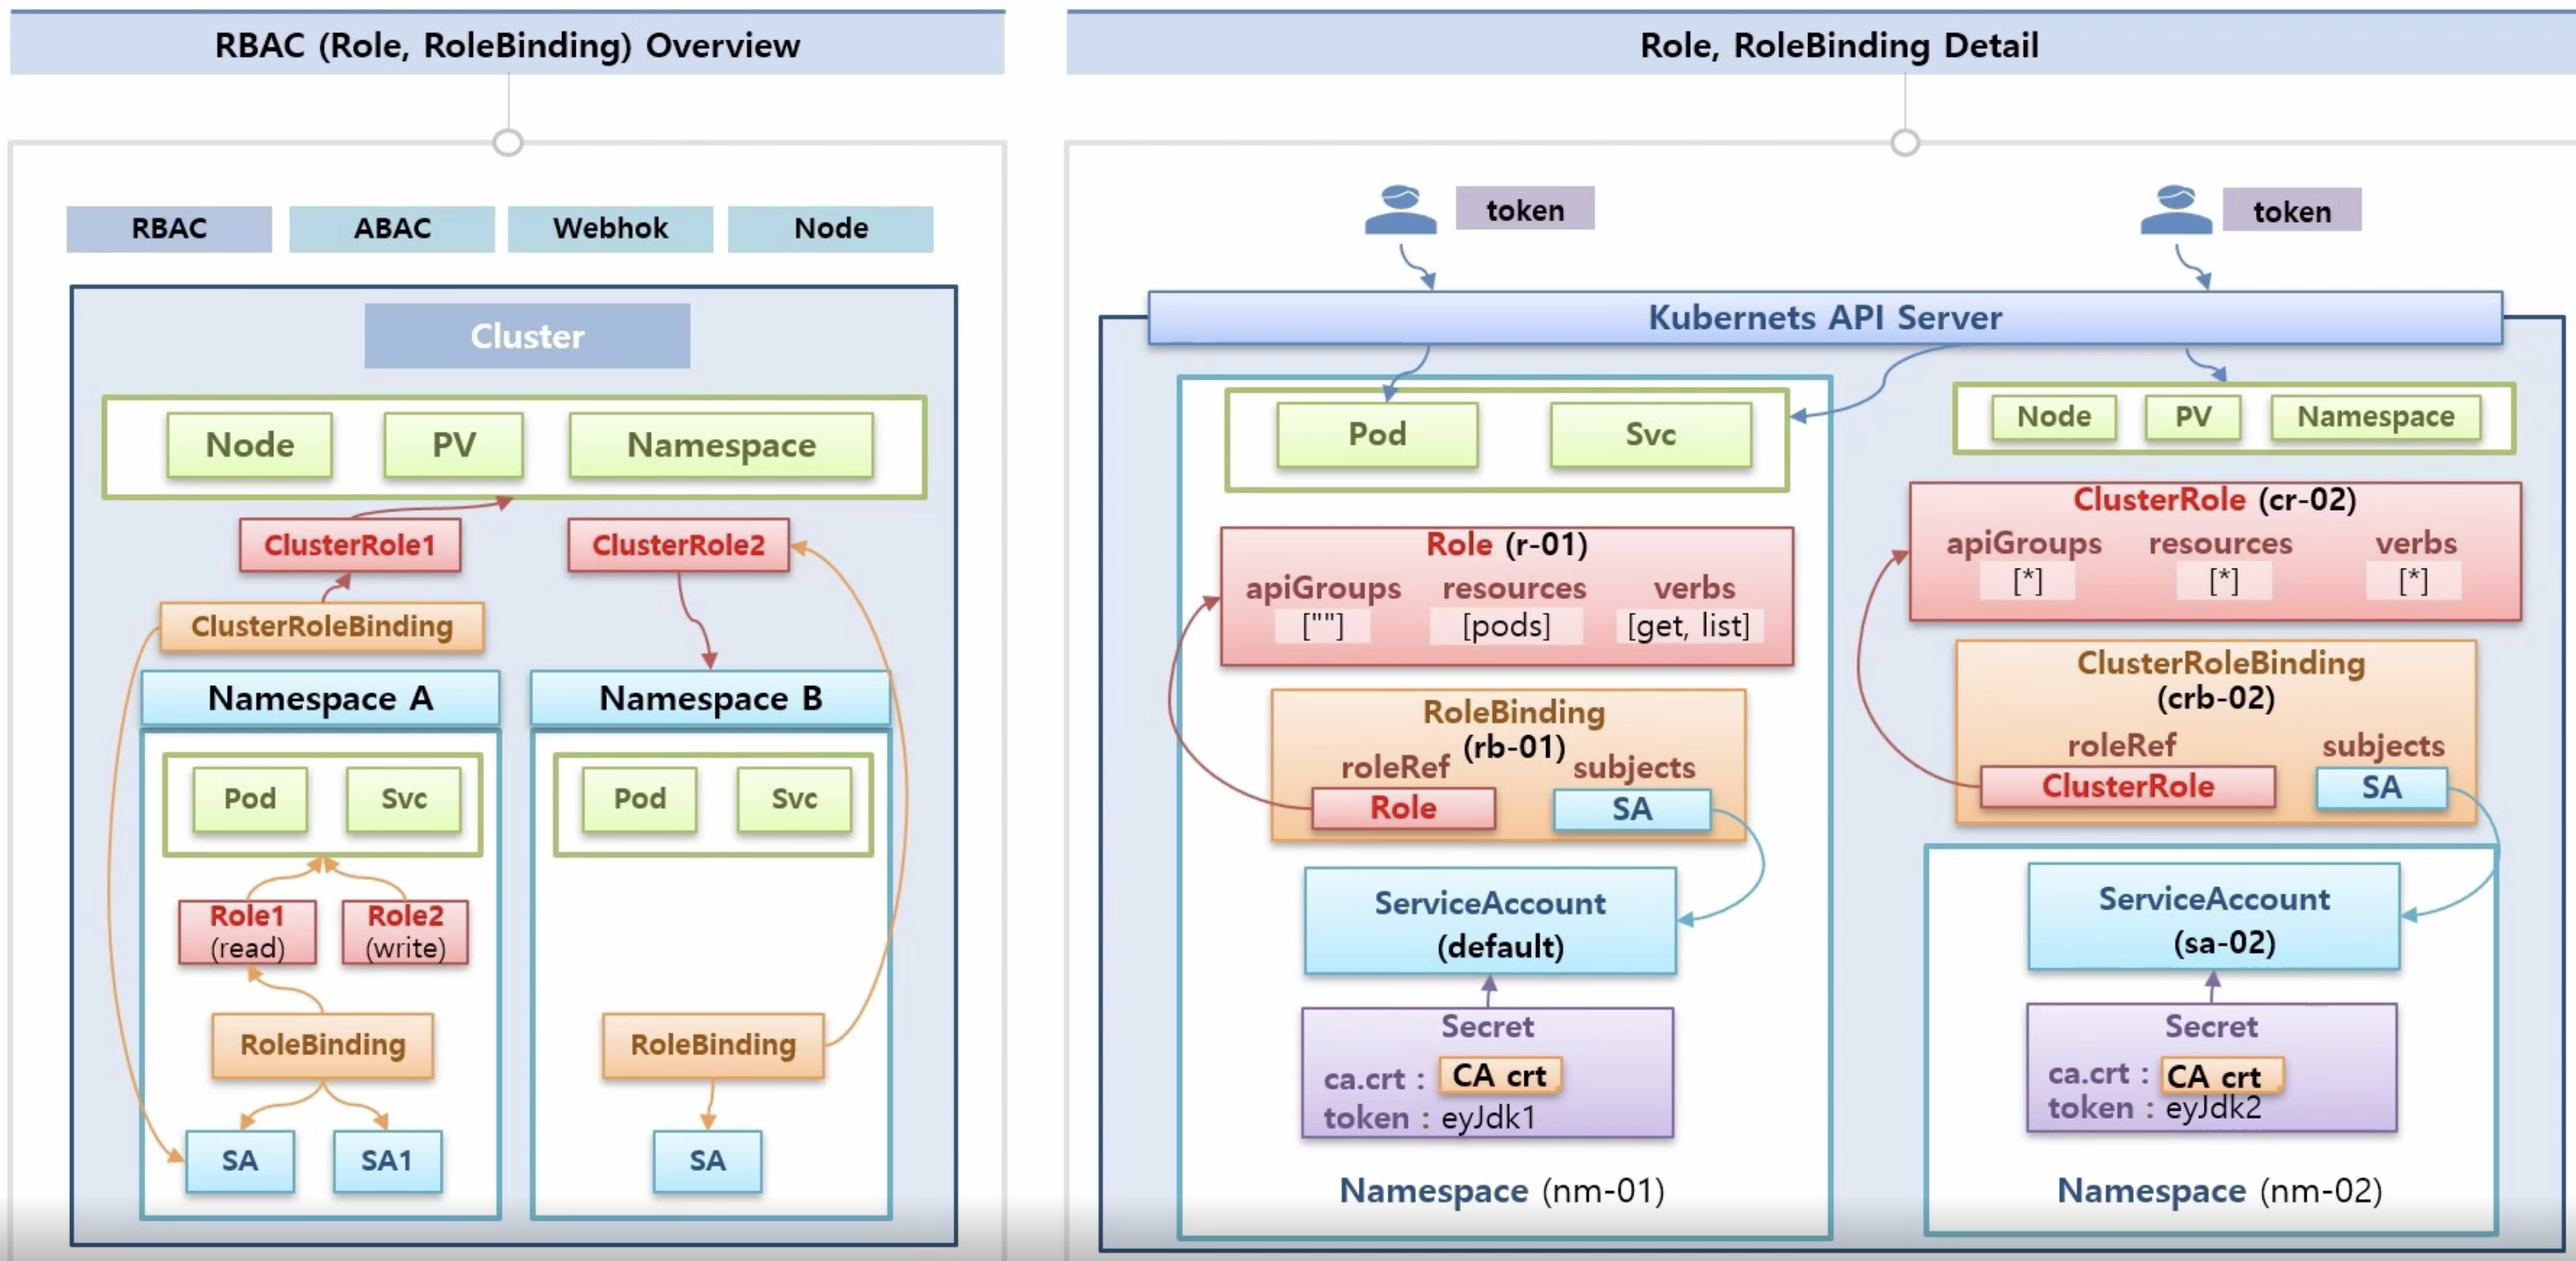 RBAC (Role, RoleBinding) Overview
RBAC
ABAC
Webhok
Node
Cluster
Node
PV
Namespace
ClusterRole1
ClusterRole2
ClusterRoleBinding
Namespace A
Namespace B
Pod
Svc
Pod
Svc
Role1
(read)
Role2
(write)
RoleBinding
RoleBinding
SA
SA1
SA
Role, RoleBinding Detail
token
token
Kubernets API Server
Pod
Svc
Role (r-01)
apiGroups
resources
verbs
[""]
[pods]
[get, list]
RoleBinding
(rb-01)
roleRef
subjects
Role
SA
ServiceAccount
(default)
Secret
ca.crt : CA crt
token : eyJdk1
Namespace (nm-01)
Node
PV
Namespace
ClusterRole (cr-02)
apiGroups
resources
verbs
[*]
[*]
[*]
ClusterRoleBinding
(crb-02)
roleRef
subjects
ClusterRole
SA
ServiceAccount
(sa-02)
Secret
ca.crt : CA crt
token : eyJdk2
Namespace (nm-02)